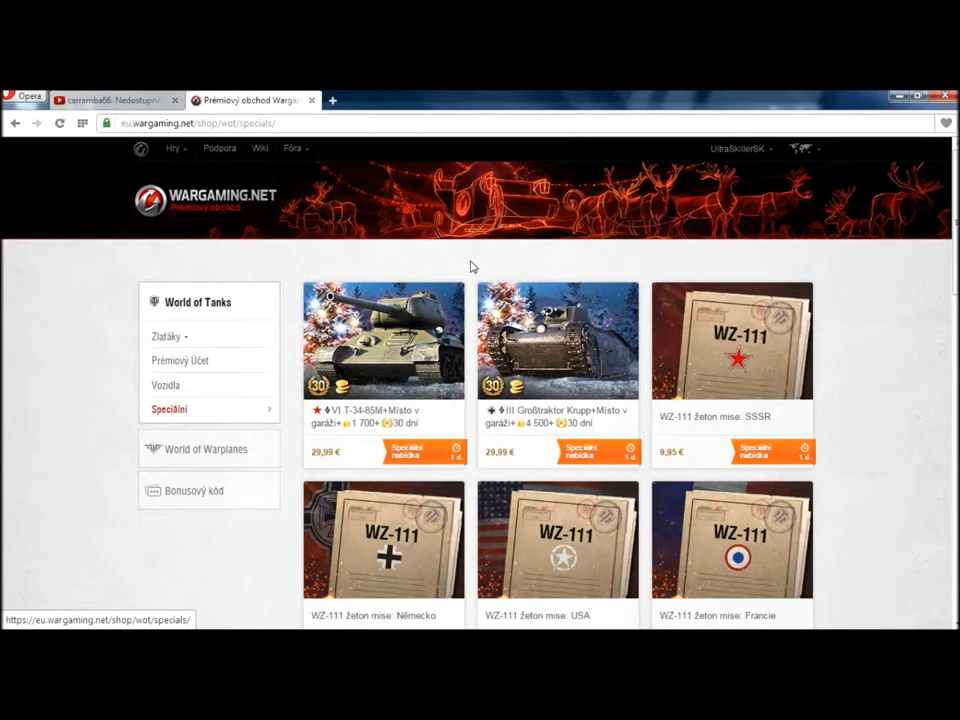 Opera
carramba66: Nedostupné
Prémiový obchod Wargam
eu.wargaming.net/shop/wot/specials/
Hry
Podpora
Wiki
Fóra
UltraSkillerSK
WARGAMING.NET
Prémiový obchod
World of Tanks
Zlaťáky
Prémiový Účet
Vozidla
Speciální
World of Warplanes
Bonusový kód
30
VI T-34-85M+Místo v
garáži+ 1 700+ 30 dní
29,99 €
Speciální
nabídka
1 d.
30
III Großtraktor Krupp+Místo v
garáži+ 4 500+ 30 dní
29,99 €
Speciální
nabídka
1 d.
WZ-111
WZ-111 žeton mise: SSSR
9,95 €
Speciální
nabídka
1 d.
WZ-111
WZ-111 žeton mise: Německo
WZ-111
WZ-111 žeton mise: USA
WZ-111
WZ-111 žeton mise: Francie
https://eu.wargaming.net/shop/wot/specials/